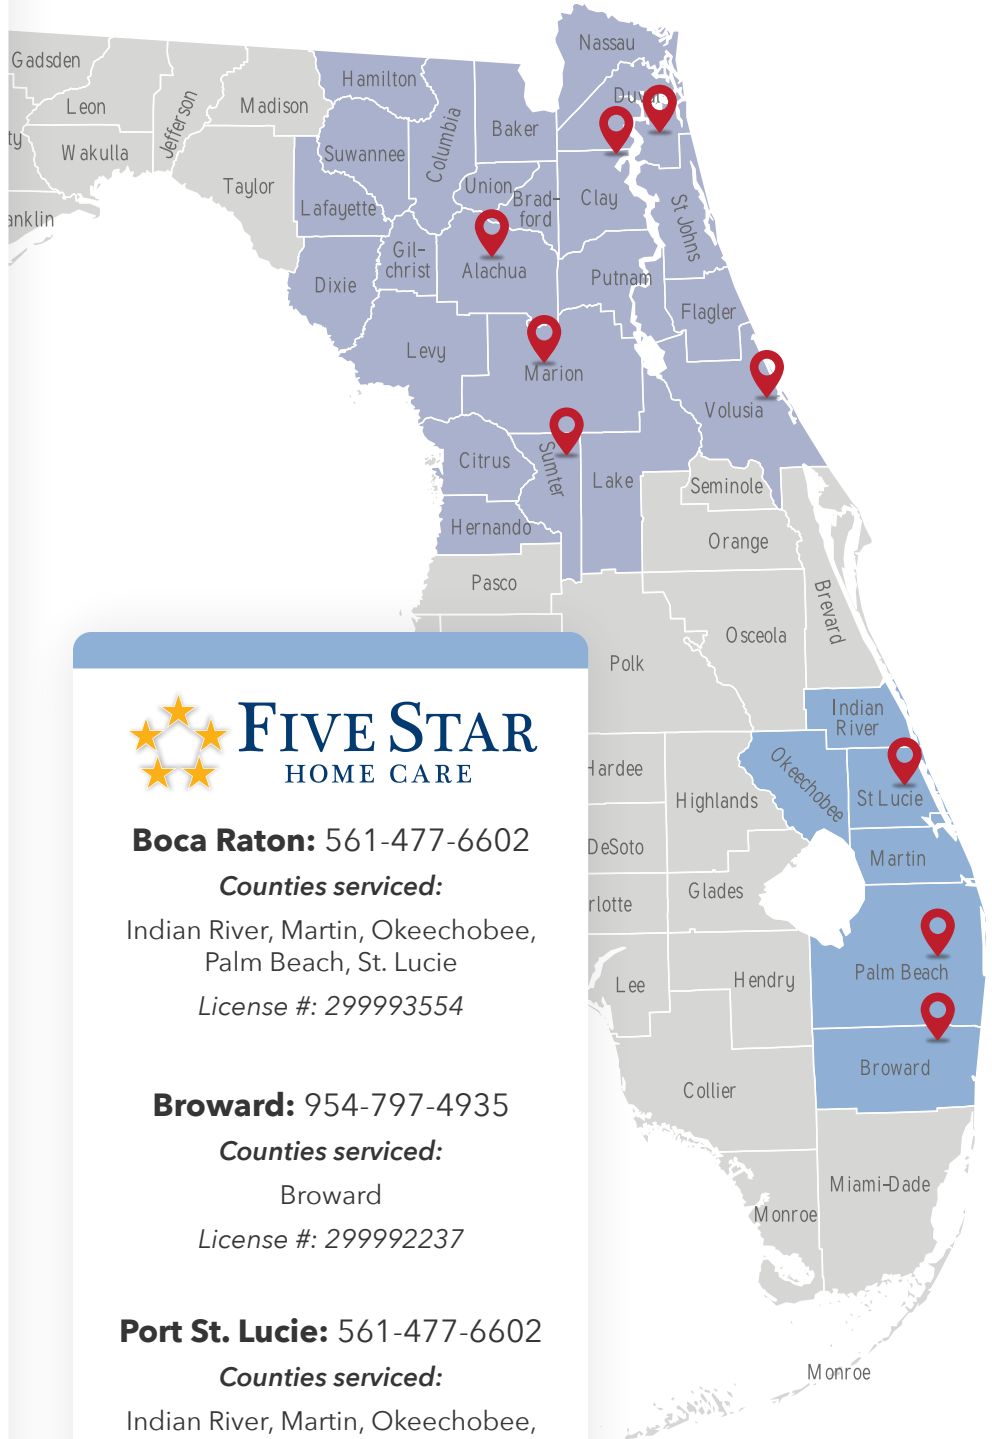 Nassau
Gadsden
Hamilton
Duval
Leon
Jefferson
Madison
Columbia
Baker
ty
Wakulla
Suwannee
Taylor
Union
Brad-
ford
Clay
Lafayette
St Johns
anklin
Gil-
christ
Alachua
Putnam
Dixie
Flagler
Levy
Marion
Volusia
Citrus
Sumter
Lake
Seminole
Hernando
Orange
Pasco
Brevard
Osceola
Polk
Indian
River
Okeechobee
Hardee
St Lucie
Highlands
DeSoto
Martin
Glades
rlotte
Palm Beach
Lee
Hendry
Broward
Collier
Miami-Dade
Monroe
Monroe
FIVE STAR
HOME CARE
Boca Raton: 561-477-6602
Counties serviced:
Indian River, Martin, Okeechobee,
Palm Beach, St. Lucie
License #: 299993554
Broward: 954-797-4935
Counties serviced:
Broward
License #: 299992237
Port St. Lucie: 561-477-6602
Counties serviced:
Indian River, Martin, Okeechobee,